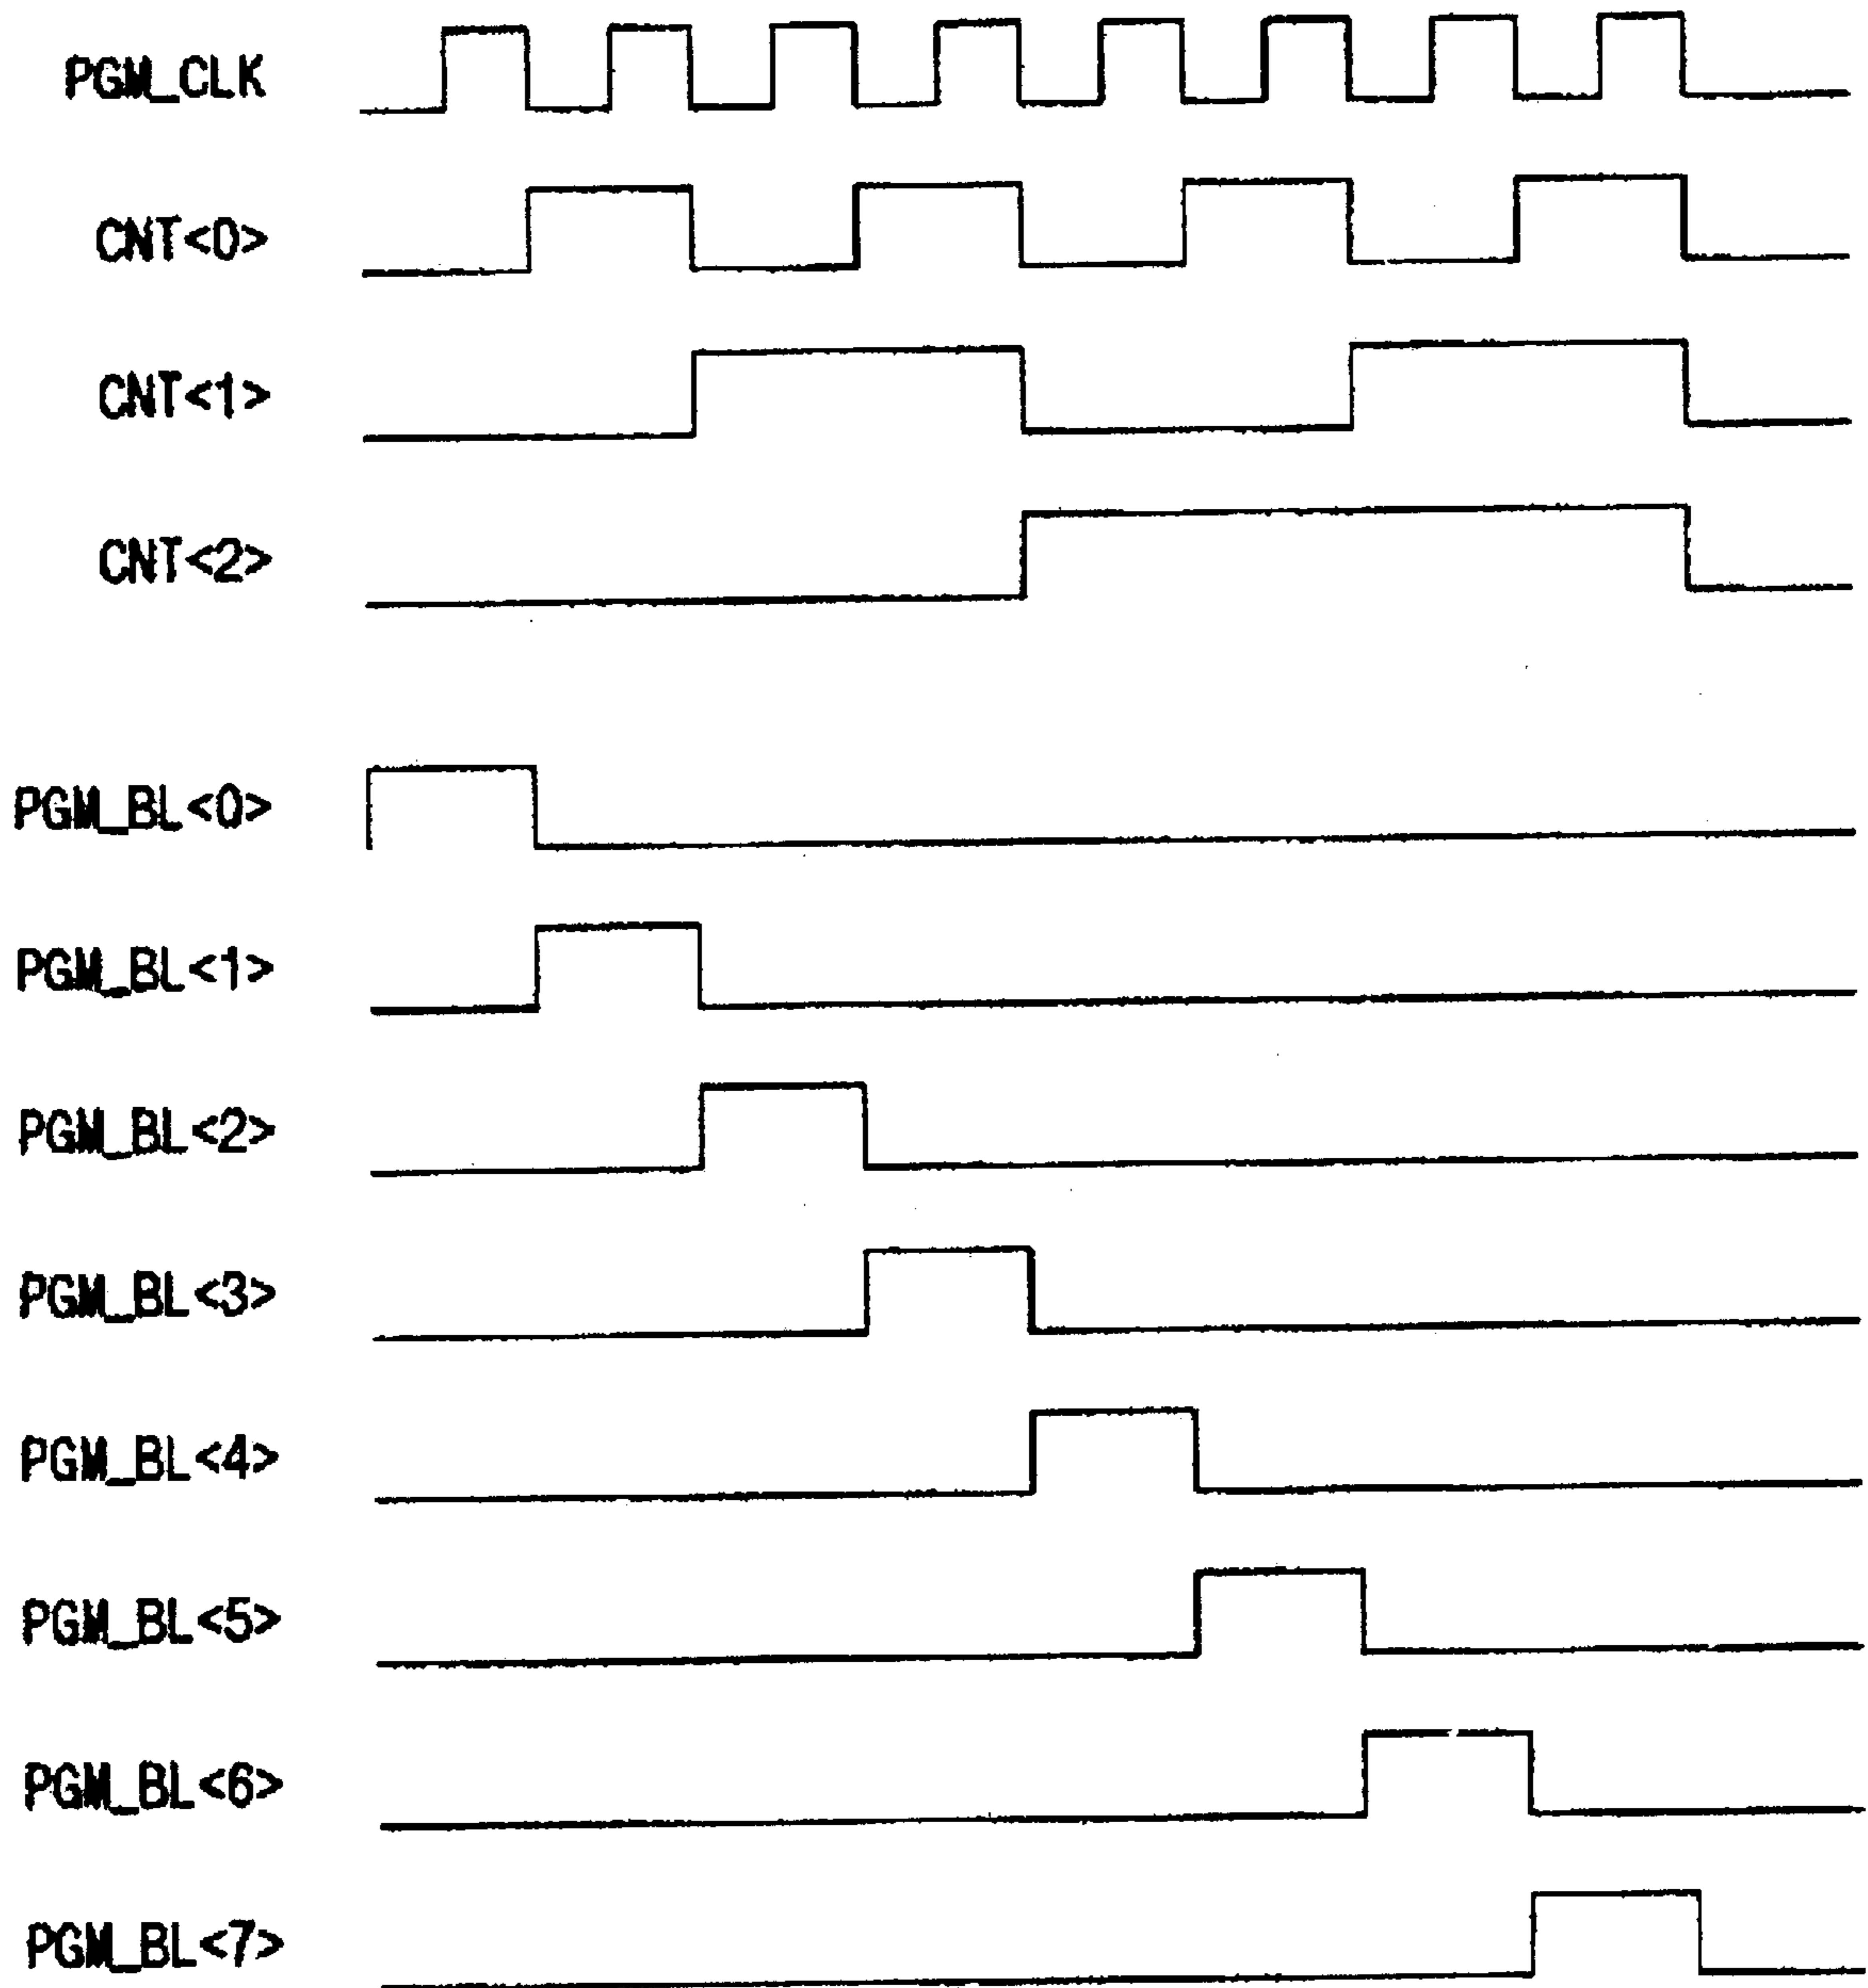 PGM_CLK
CNT<0>
CNT<1>
CNT<2>
PGM_BL<0>
PGM_BL<1>
PGM_BL<2>
PGM_BL<3>
PGM_BL<4>
PGM_BL<5>
PGM_BL<6>
PGM_BL<7>